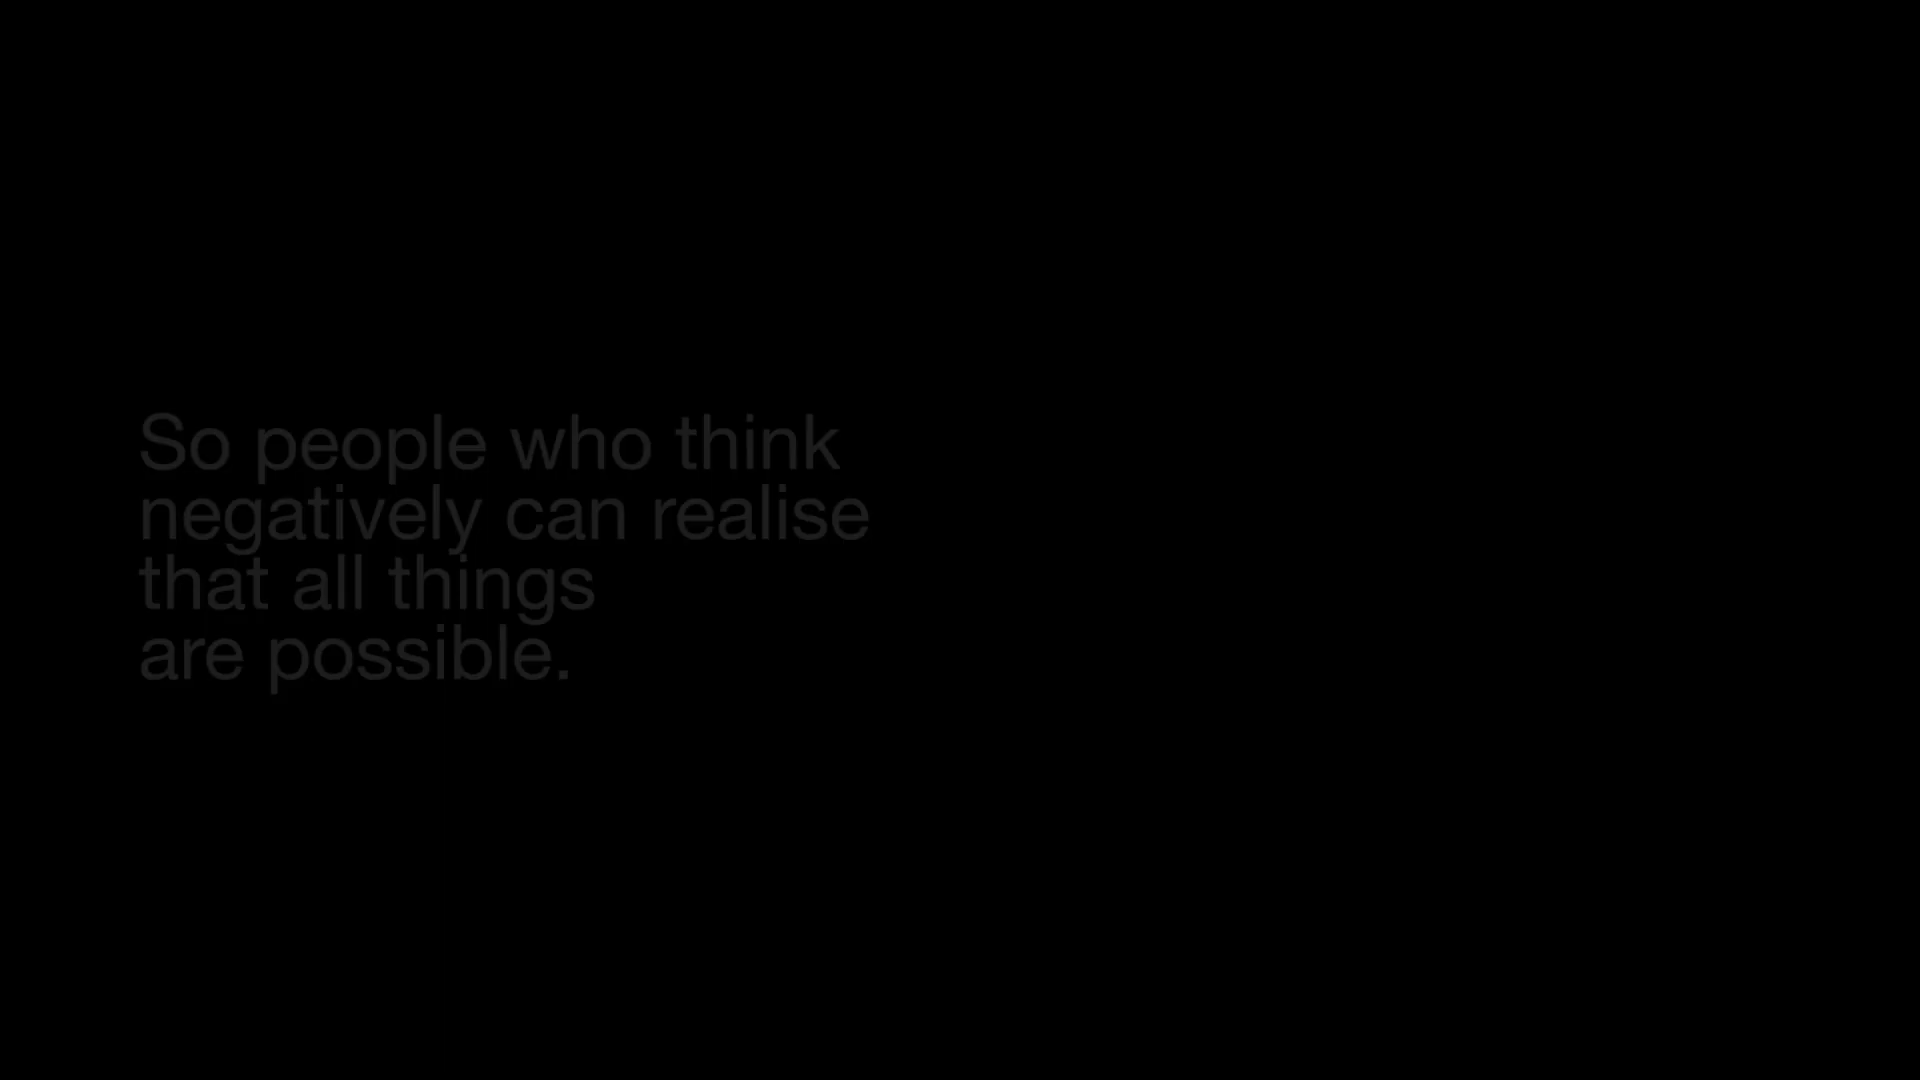 So people who think
negatively can realise
that all things
are possible.